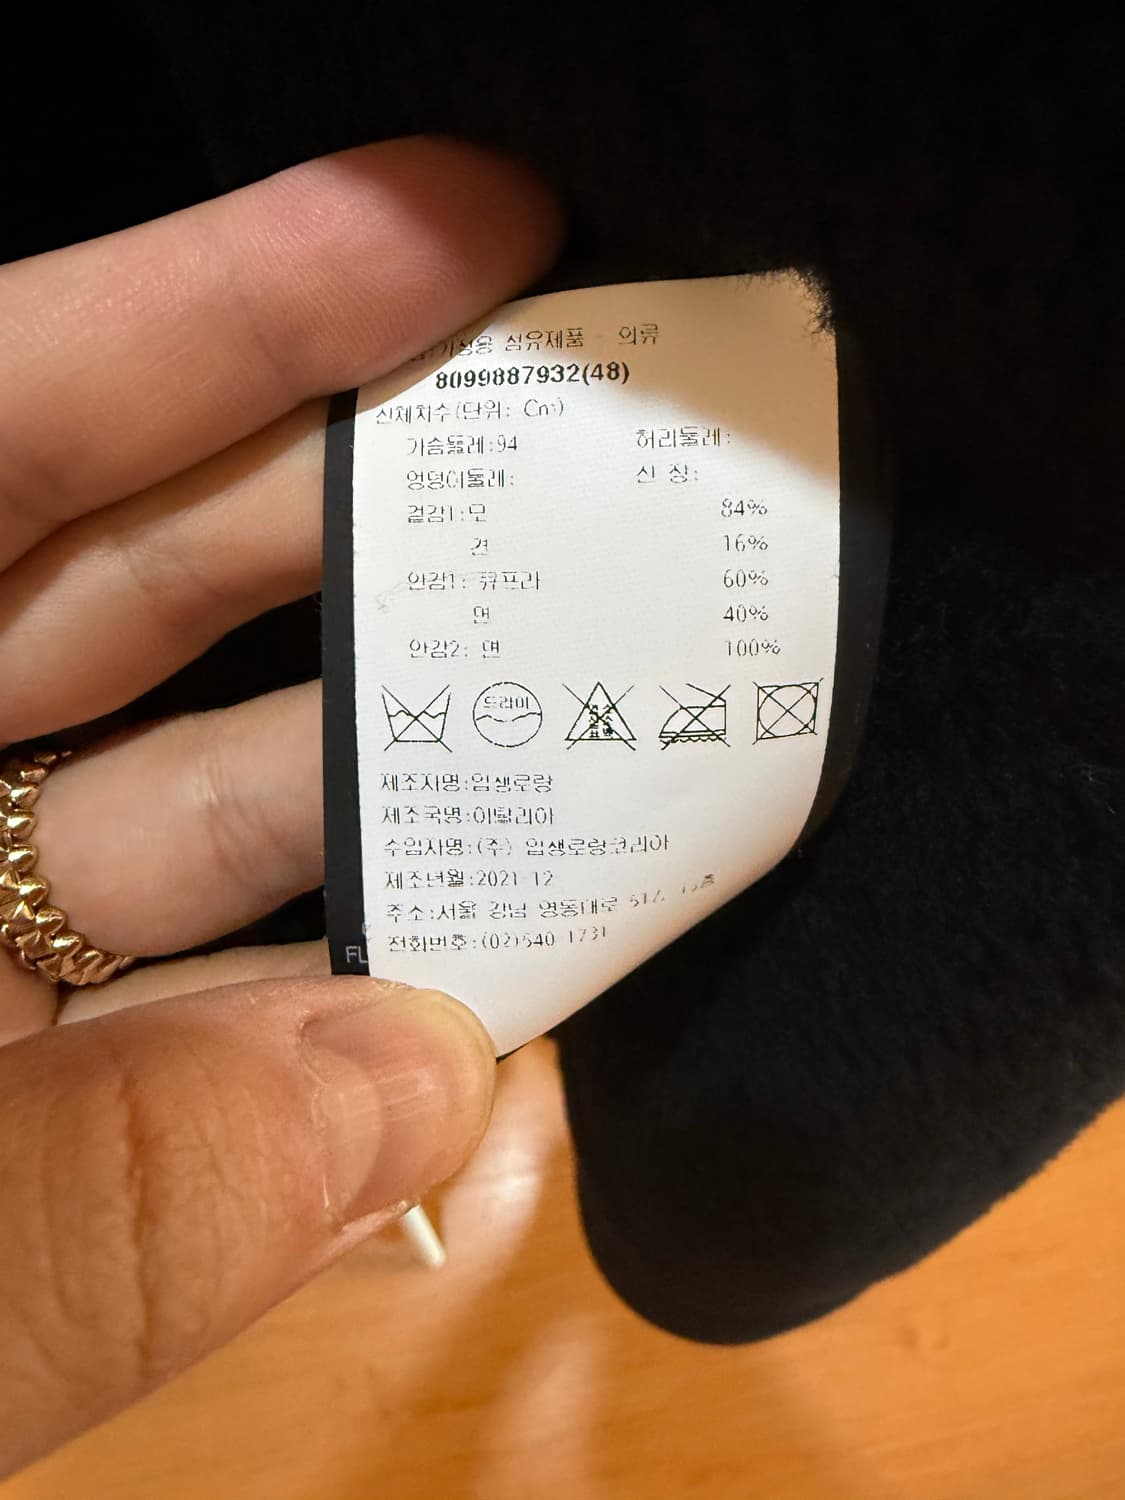 섬유제품 - 의류
8099887932(48)
신체치수(단위: Cm)
가슴둘레:94 허리둘레:
엉덩이둘레: 신 장:
겉감1:모 84%
견 16%
안감1: 큐프라 60%
면 40%
안감2: 면 100%
드라이
제조자명:입생로랑
제조국명:이탈리아
수입자명:(주) 입생로랑코리아
제조년월:2021-12
주소:서울 강남 영동대로
전화번호:(02)540-1731
FL